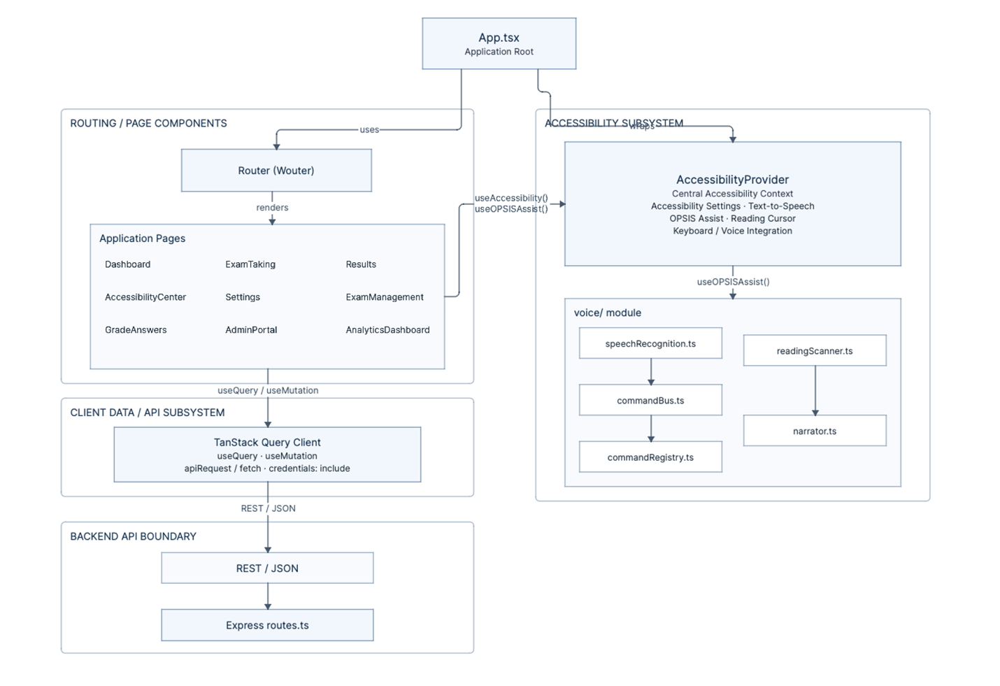 App.tsx
Application Root
ROUTING / PAGE COMPONENTS
uses
Router (Wouter)
renders
Application Pages
Dashboard
ExamTaking
Results
AccessibilityCenter
Settings
ExamManagement
GradeAnswers
AdminPortal
AnalyticsDashboard
useAccessibility()
useOPSISAssist()
ACCESSIBILITY SUBSYSTEM
wraps
AccessibilityProvider
Central Accessibility Context
Accessibility Settings · Text-to-Speech
OPSIS Assist · Reading Cursor
Keyboard / Voice Integration
useOPSISAssist()
voice/ module
speechRecognition.ts
commandBus.ts
commandRegistry.ts
readingScanner.ts
narrator.ts
useQuery / useMutation
CLIENT DATA / API SUBSYSTEM
TanStack Query Client
useQuery · useMutation
apiRequest / fetch · credentials: include
REST / JSON
BACKEND API BOUNDARY
REST / JSON
Express routes.ts